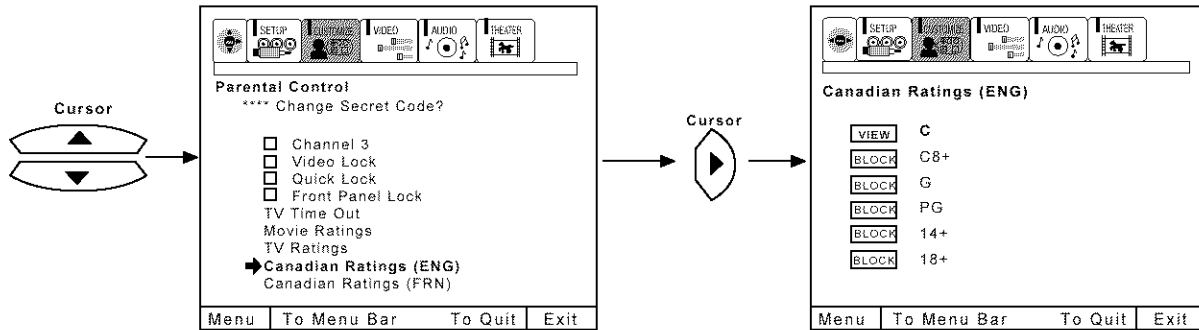 Cursor
SETUP CUSTOMIZE VIDEO AUDIO THEATER
Parental Control
**** Change Secret Code?
Channel 3
Video Lock
Quick Lock
Front Panel Lock
TV Time Out
Movie Ratings
TV Ratings
Canadian Ratings (ENG)
Canadian Ratings (FRN)
Menu To Menu Bar To Quit Exit
Cursor
SETUP CUSTOMIZE VIDEO AUDIO THEATER
Canadian Ratings (ENG)
VIEW C
BLOCK C8+
BLOCK G
BLOCK PG
BLOCK 14+
BLOCK 18+
Menu To Menu Bar To Quit Exit